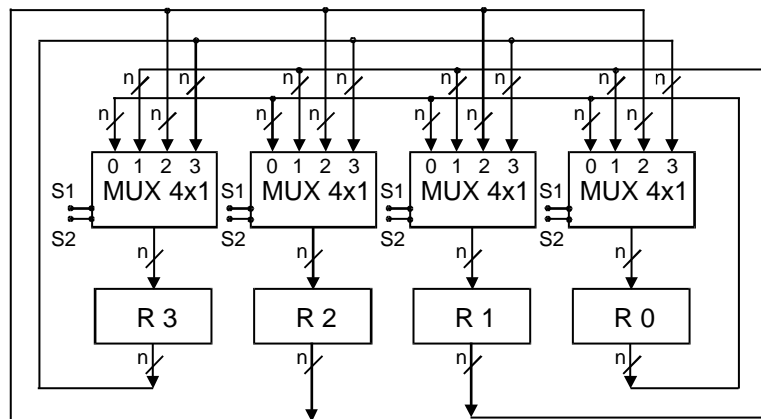 n n n n n n n n
n n n n n n n n
0 1 2 3 0 1 2 3 0 1 2 3 0 1 2 3
S1 MUX 4x1 S1 MUX 4x1 S1 MUX 4x1 S1 MUX 4x1
S2 S2 S2 S2
n n n n
R 3 R 2 R 1 R 0
n n n n